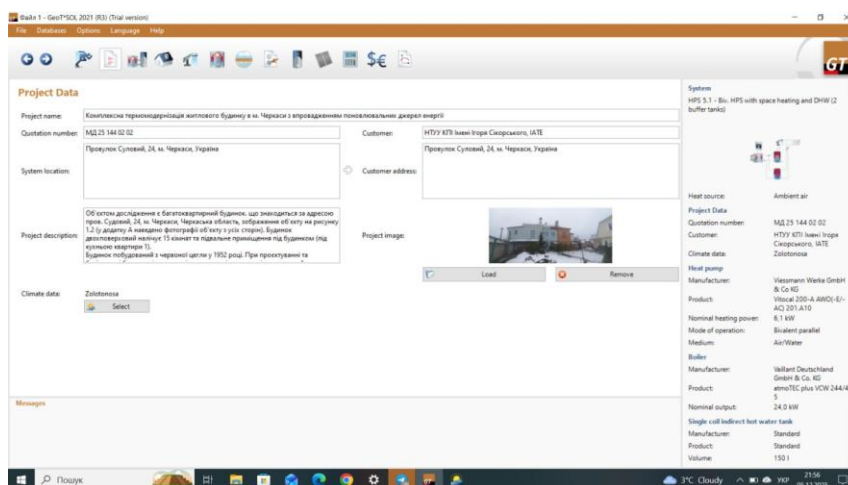 Файл 1 - GeoT*SOL 2021 (R3) (Trial version)
File Databases Options Language Help
GT
Project Data
Project name: Комплексна термомодернізація житлового будинку в м. Черкаси з впровадженням поновлювальних джерел енергії
Quotation number: МД 25 144 02 02
Customer: НТУУ КПІ Імені Ігоря Сікорського, ІАТЕ
System location: Провулок Суловий, 24, м. Черкаси, Україна
Customer address: Провулок Суловий, 24, м. Черкаси, Україна
Project description: Об'єктом дослідження є багатоквартирний будинок, що знаходиться за адресою
пров. Судовий, 24, м. Черкаси, Черкаська область, зображення об'єкту на рисунку
1.2 (у додатку А наведено фотографії об'єкту з усіх сторін). Будинок
двохповерховий налічує 15 кімнат та підвальне приміщення під будинком (під
кухнею квартири 1).
Будинок побудований з червоної цегли у 1952 році. При проєктуванні та
Project image:
Load
Remove
Climate data: Zolotonosa
Select
Messages
System
HPS 5.1 - Biv. HPS with space heating and DHW (2
buffer tanks)
Heat source: Ambient air
Project Data
Quotation number: МД 25 144 02 02
Customer: НТУУ КПІ Імені Ігоря
Сікорського, ІАТЕ
Climate data: Zolotonosa
Heat pump
Manufacturer: Viessmann Werke GmbH
& Co KG
Product: Vitocal 200-A AWO(-E/-
AC) 201.A10
Nominal heating power: 6,1 kW
Mode of operation: Bivalent parallel
Medium: Air/Water
Boiler
Manufacturer: Vaillant Deutschland
GmbH & Co. KG
Product: atmoTEC plus VCW 244/4
5
Nominal output: 24,0 kW
Single coil indirect hot water tank
Manufacturer: Standard
Product: Standard
Volume: 150 l
Пошук
3°C Cloudy
УКР
21:56